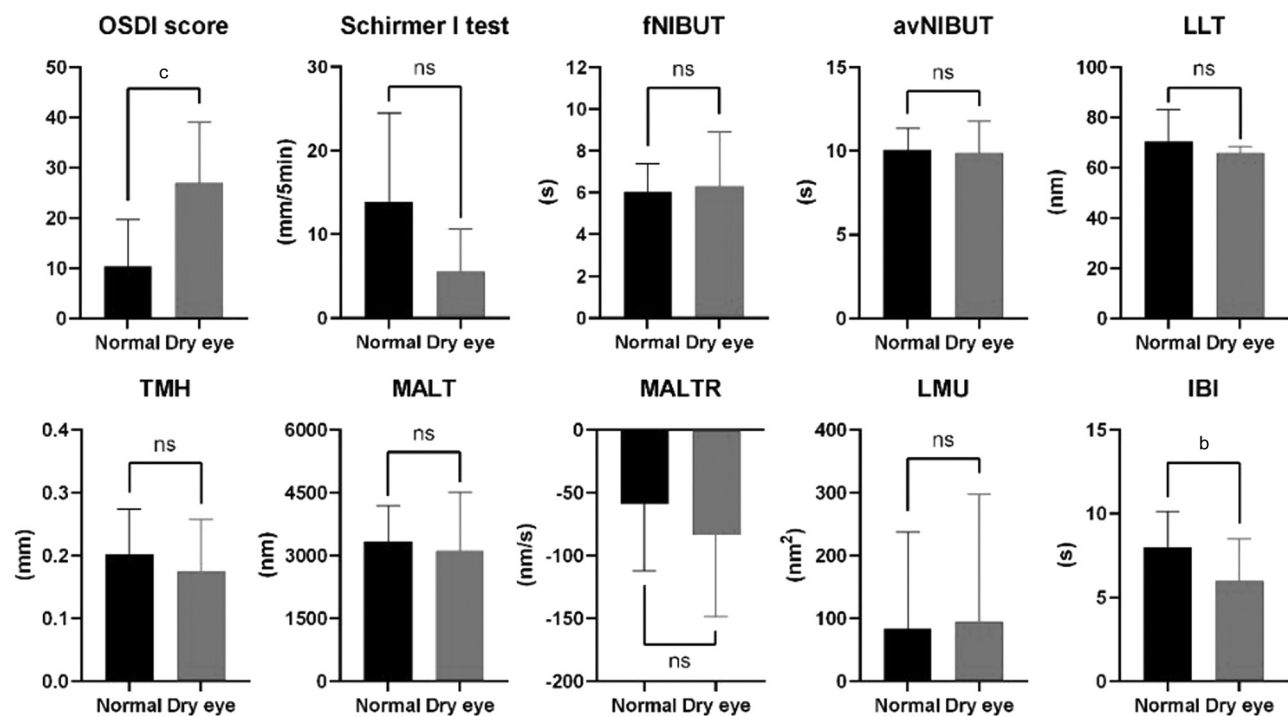 OSDI score
50
40
30
20
10
0
c
Normal Dry eye
Schirmer I test
(mm/5min)
30
20
10
0
ns
Normal Dry eye
fNIBUT
(s)
12
10
8
6
4
2
0
ns
Normal Dry eye
avNIBUT
(s)
15
10
5
0
ns
Normal Dry eye
LLT
(nm)
100
80
60
40
20
0
ns
Normal Dry eye
TMH
(mm)
0.4
0.3
0.2
0.1
0.0
ns
Normal Dry eye
MALT
(nm)
6000
4500
3000
1500
0
ns
Normal Dry eye
MALTR
(nm/s)
0
-50
-100
-150
-200
ns
Normal Dry eye
LMU
(nm²)
400
300
200
100
0
ns
Normal Dry eye
IBI
(s)
15
10
5
0
b
Normal Dry eye